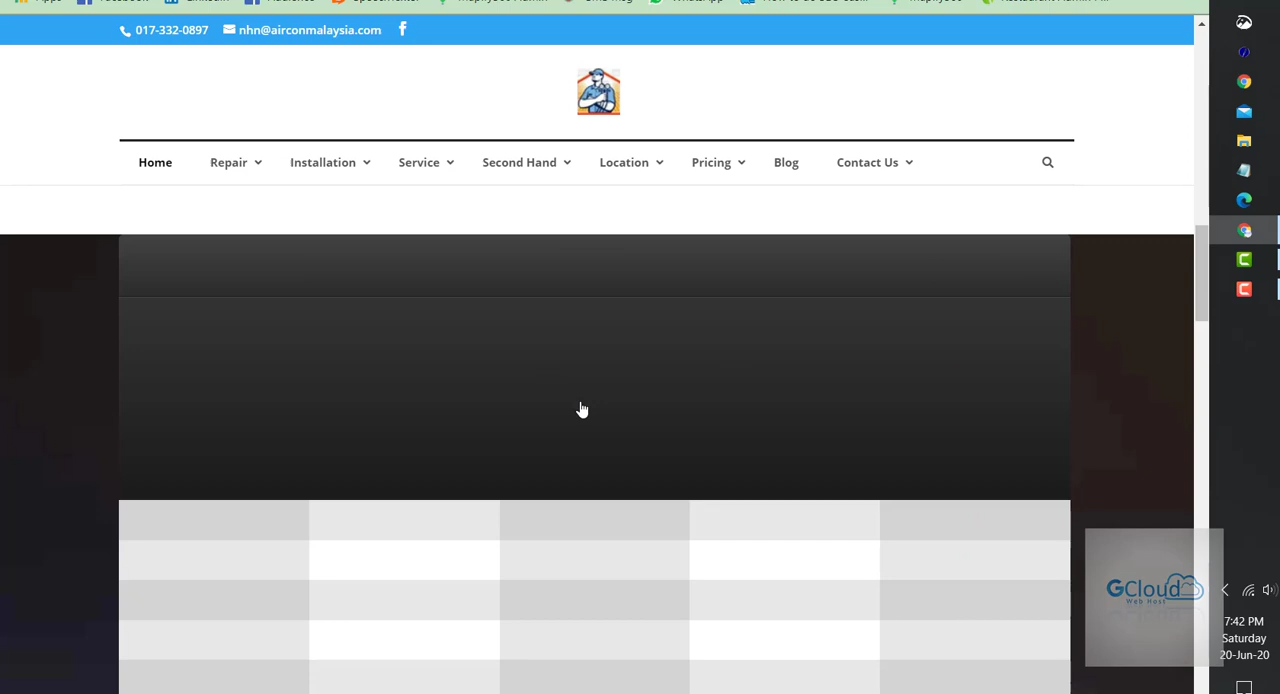 017-332-0897 nhn@airconmalaysia.com
Home Repair Installation Service Second Hand Location Pricing Blog Contact Us
GCloud
Web Host
7:42 PM
Saturday
20-Jun-20